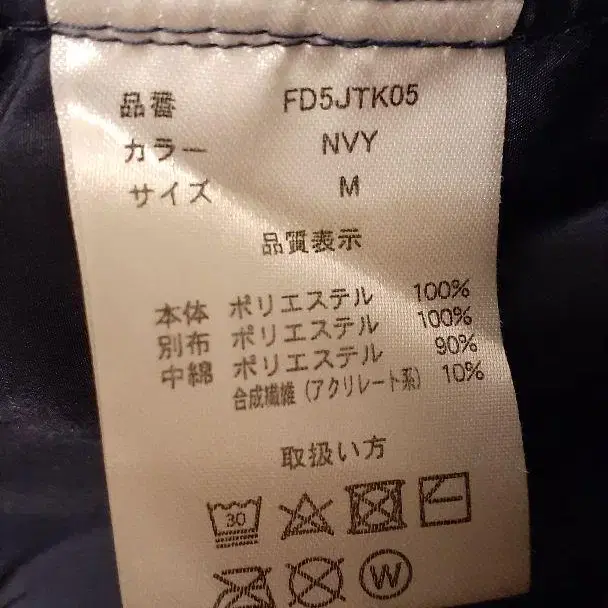 品番 FD5JTK05
カラー NVY
サイズ M
品質表示
本体 ポリエステル 100%
別布 ポリエステル 100%
中綿 ポリエステル 90%
合成繊維(アクリレート系) 10%
取扱い方
30
W